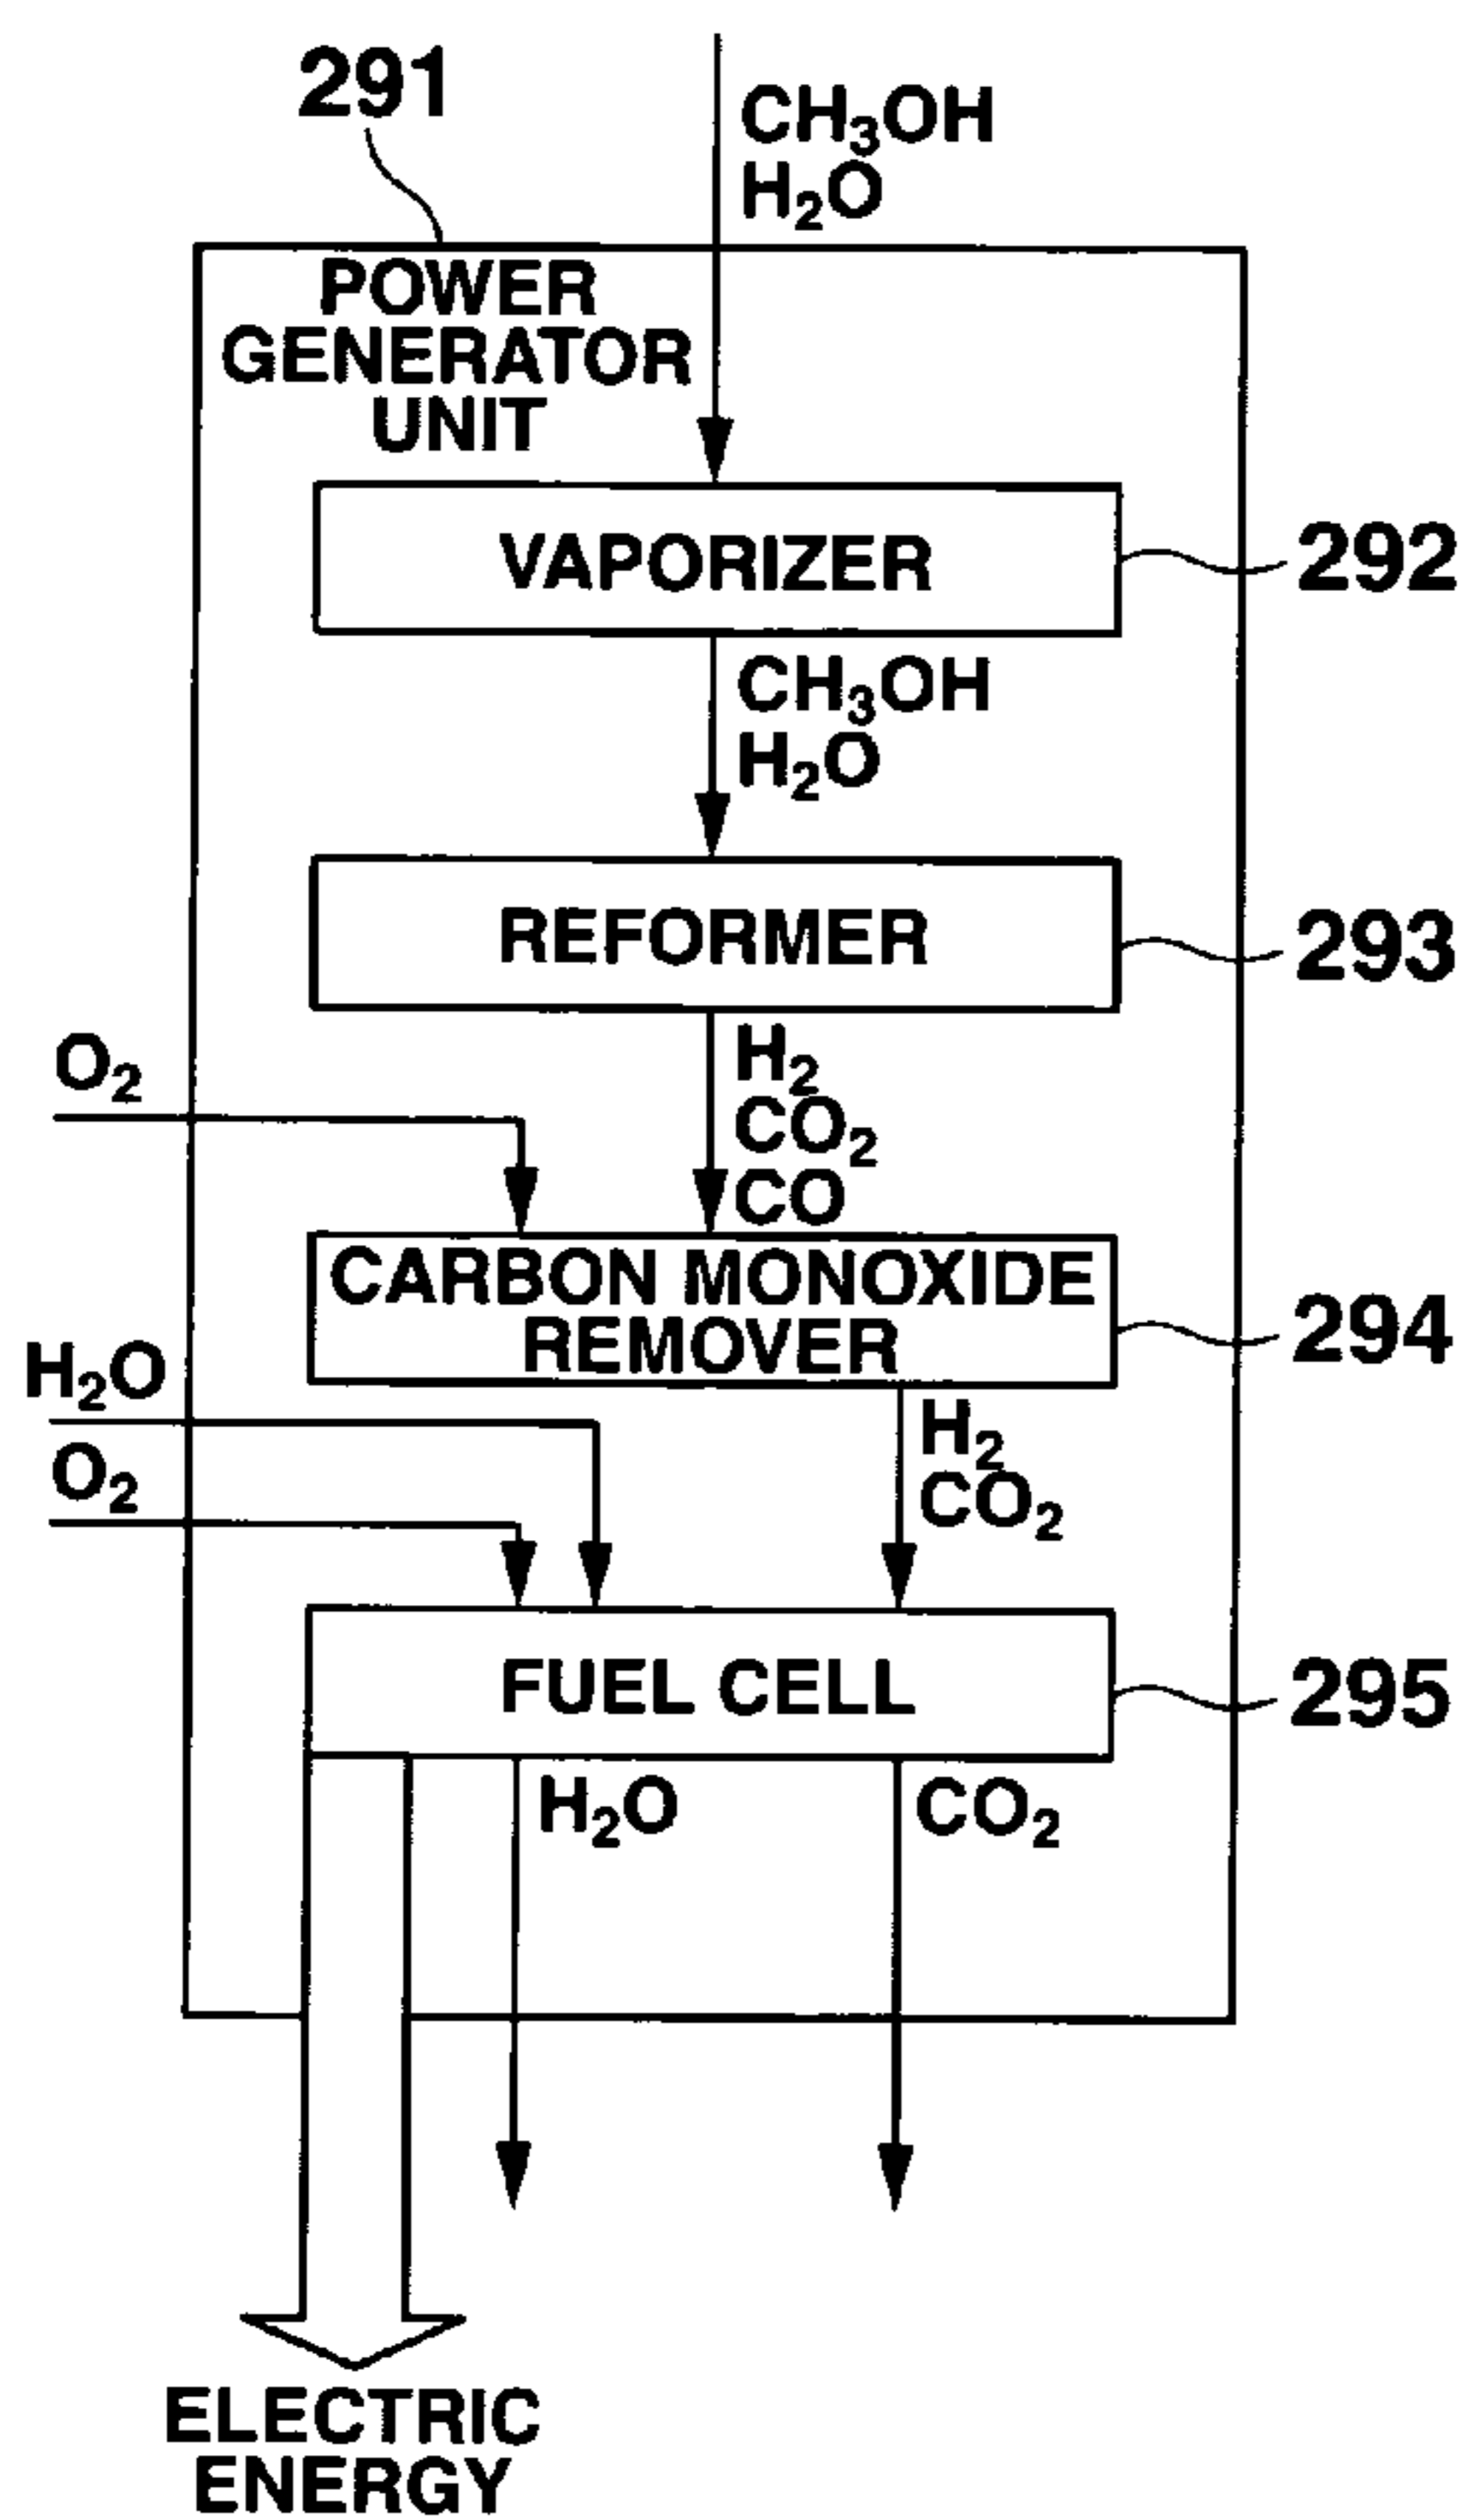 291
CH₃OH
H₂O
POWER
GENERATOR
UNIT
VAPORIZER
292
CH₃OH
H₂O
REFORMER
293
O₂
H₂
CO₂
CO
CARBON MONOXIDE
REMOVER
294
H₂O
O₂
H₂
CO₂
FUEL CELL
295
H₂O
CO₂
ELECTRIC
ENERGY